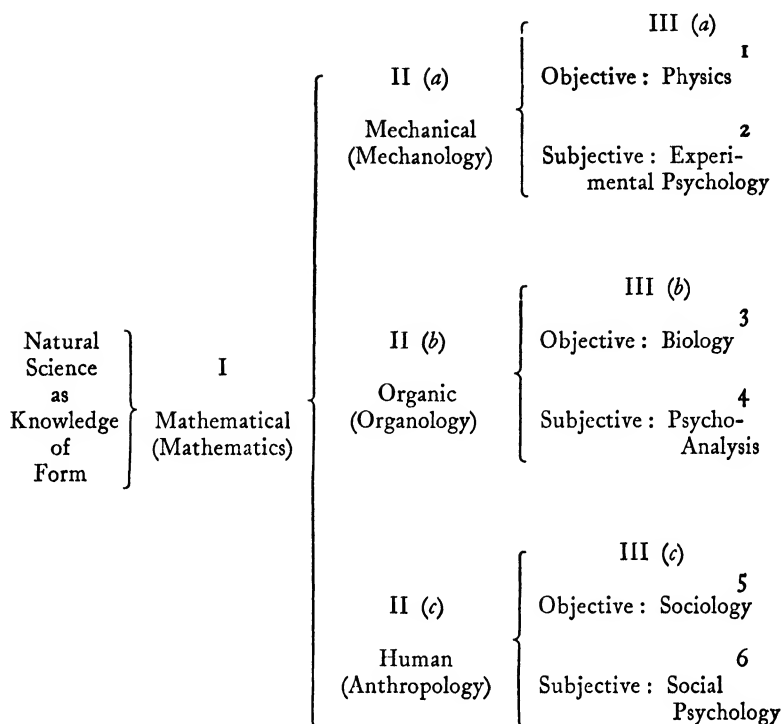 Natural
Science
as
Knowledge
of
Form
I
Mathematical
(Mathematics)
II (a)
Mechanical
(Mechanology)
III (a)
1
Objective : Physics
2
Subjective : Experi-
mental Psychology
II (b)
Organic
(Organology)
III (b)
3
Objective : Biology
4
Subjective : Psycho-
Analysis
II (c)
Human
(Anthropology)
III (c)
5
Objective : Sociology
6
Subjective : Social
Psychology